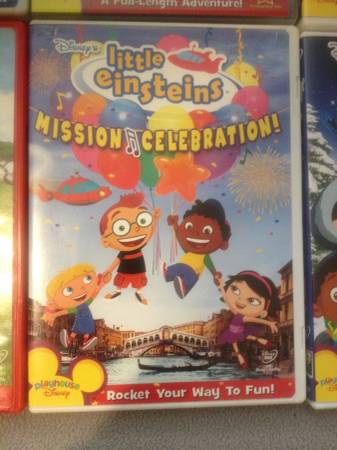 A Full-Length Adventure!
Disney's
little
einsteins
MISSION CELEBRATION!
playhouse
Disney
Rocket Your Way To Fun!